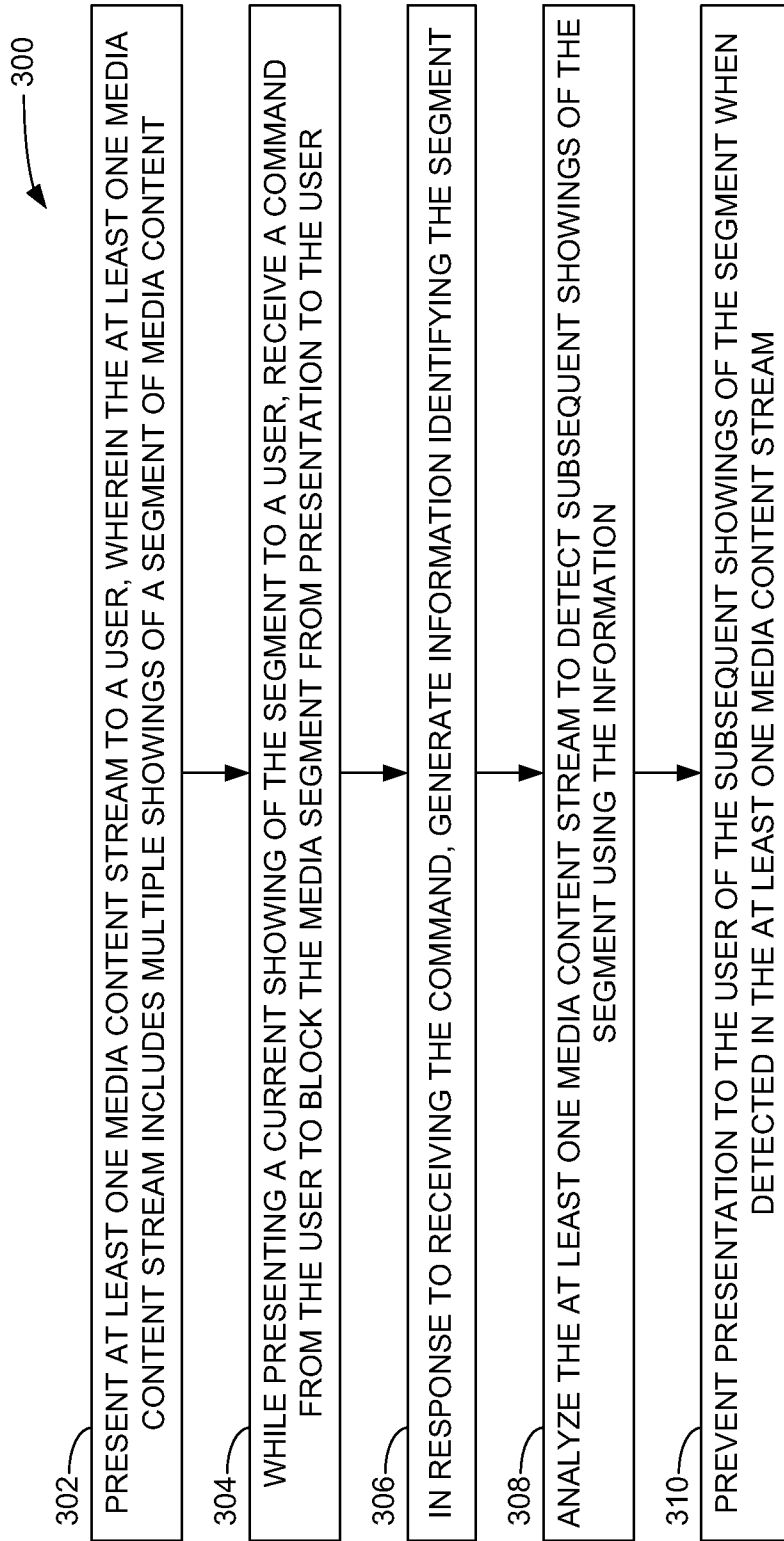 300
302
PRESENT AT LEAST ONE MEDIA CONTENT STREAM TO A USER, WHEREIN THE AT LEAST ONE MEDIA
CONTENT STREAM INCLUDES MULTIPLE SHOWINGS OF A SEGMENT OF MEDIA CONTENT
304
WHILE PRESENTING A CURRENT SHOWING OF THE SEGMENT TO A USER, RECEIVE A COMMAND
FROM THE USER TO BLOCK THE MEDIA SEGMENT FROM PRESENTATION TO THE USER
306
IN RESPONSE TO RECEIVING THE COMMAND, GENERATE INFORMATION IDENTIFYING THE SEGMENT
308
ANALYZE THE AT LEAST ONE MEDIA CONTENT STREAM TO DETECT SUBSEQUENT SHOWINGS OF THE
SEGMENT USING THE INFORMATION
310
PREVENT PRESENTATION TO THE USER OF THE SUBSEQUENT SHOWINGS OF THE SEGMENT WHEN
DETECTED IN THE AT LEAST ONE MEDIA CONTENT STREAM